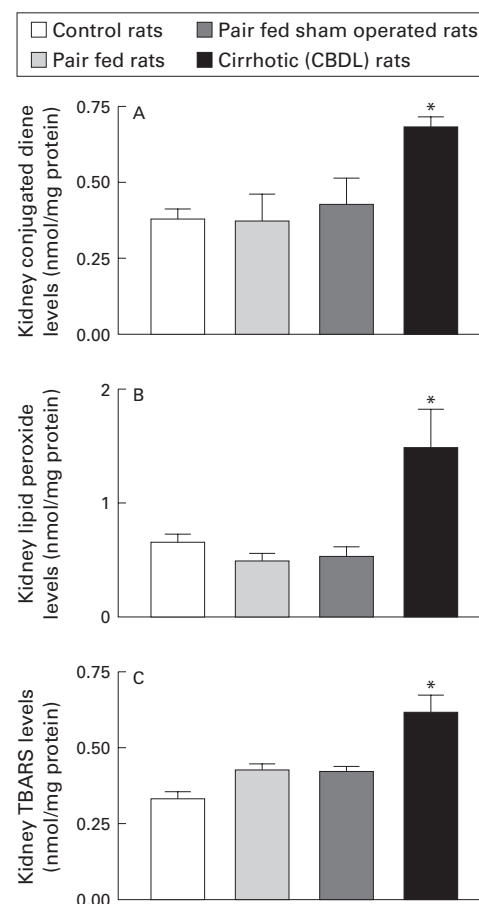 Control rats
Pair fed sham operated rats
Pair fed rats
Cirrhotic (CBDL) rats
Kidney conjugated diene
levels (nmol/mg protein)
0.75
0.50
0.25
0.00
A
*
Kidney lipid peroxide
levels (nmol/mg protein)
2
1
0
B
*
Kidney TBARS levels
(nmol/mg protein)
0.75
0.50
0.25
0.00
C
*